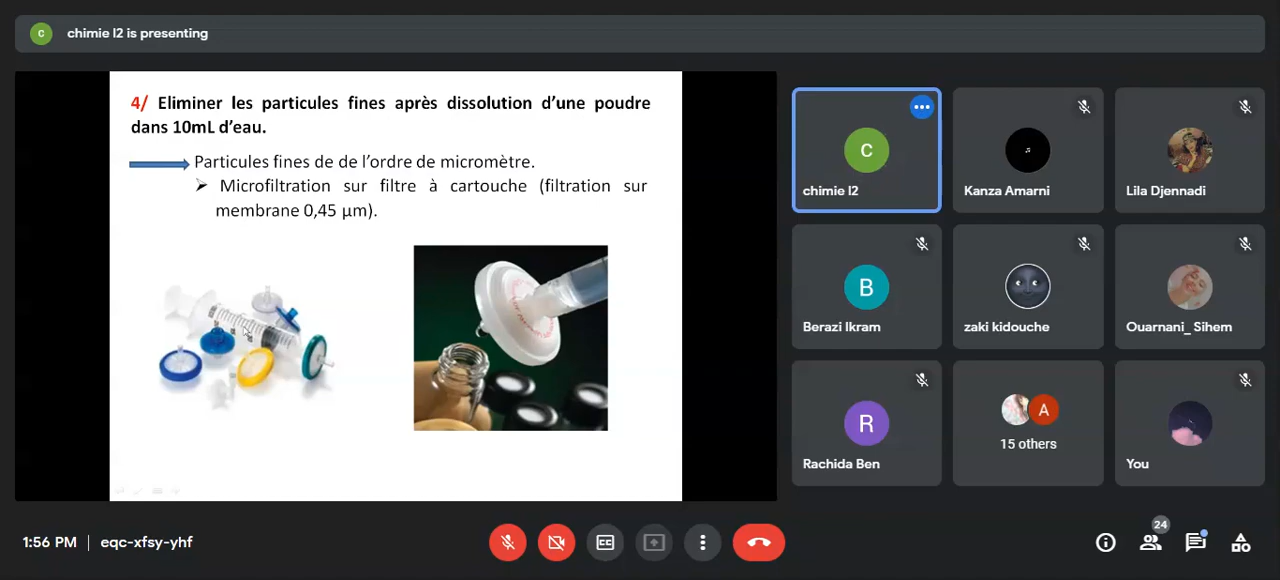 C
chimie l2 is presenting
4/ Eliminer les particules fines après dissolution d'une poudre
dans 10mL d'eau.
Particules fines de de l'ordre de micromètre.
➢ Microfiltration sur filtre à cartouche (filtration sur
membrane 0,45 µm).
C
chimie l2
Kanza Amarni
Lila Djennadi
B
Berazi Ikram
zaki kidouche
Ouarnani_ Sihem
R
Rachida Ben
A
15 others
You
1:56 PM | eqc-xfsy-yhf
CC
24